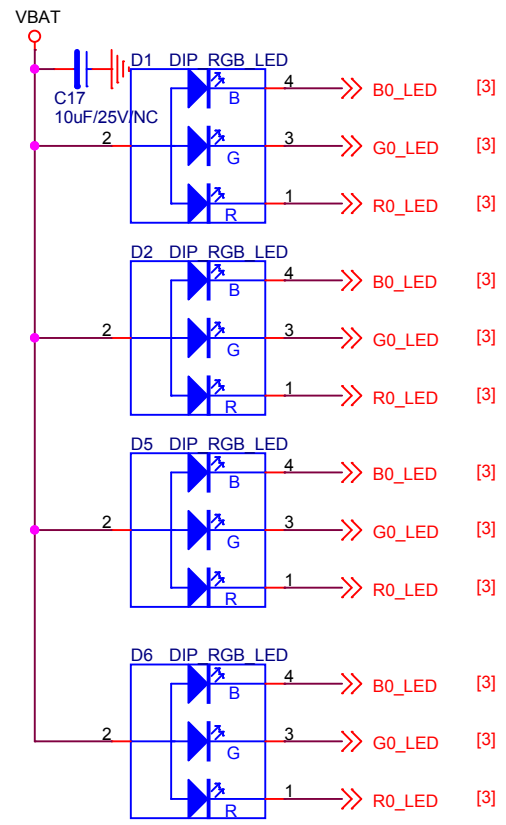 VBAT
D1 DIP_RGB_LED
C17
10uF/25V/NC
4 B B0_LED [3]
2 3 G G0_LED [3]
1 R R0_LED [3]
D2 DIP_RGB_LED
4 B B0_LED [3]
2 3 G G0_LED [3]
1 R R0_LED [3]
D5 DIP_RGB_LED
4 B B0_LED [3]
2 3 G G0_LED [3]
1 R R0_LED [3]
D6 DIP_RGB_LED
4 B B0_LED [3]
2 3 G G0_LED [3]
1 R R0_LED [3]